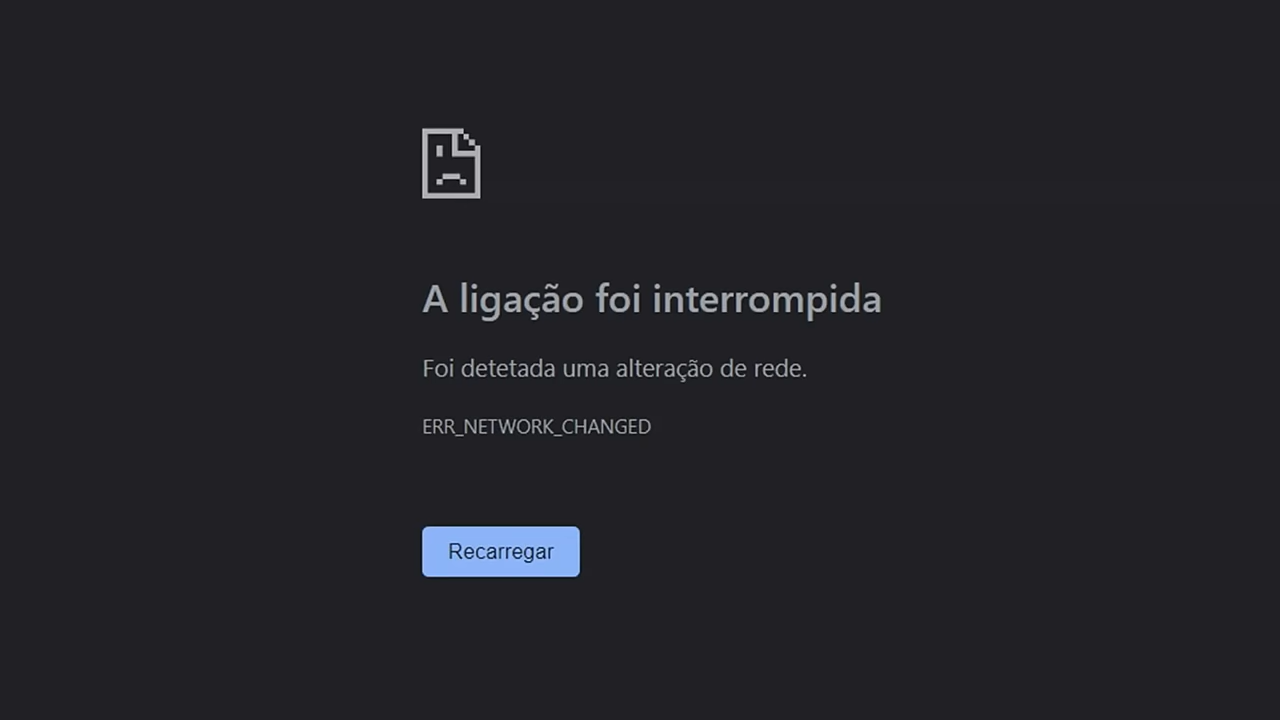 A ligação foi interrompida
Foi detetada uma alteração de rede.
ERR_NETWORK_CHANGED
Recarregar